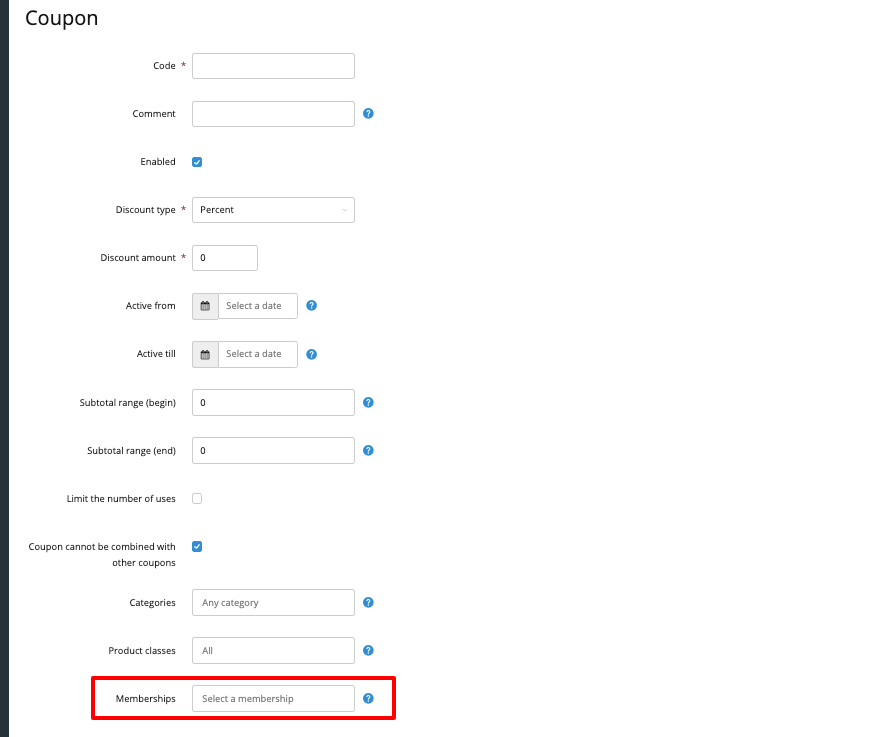 Coupon
Code *
Comment ?
Enabled
Discount type * Percent
Discount amount * 0
Active from Select a date ?
Active till Select a date ?
Subtotal range (begin) 0 ?
Subtotal range (end) 0 ?
Limit the number of uses
Coupon cannot be combined with
other coupons
Categories Any category ?
Product classes All ?
Memberships Select a membership ?